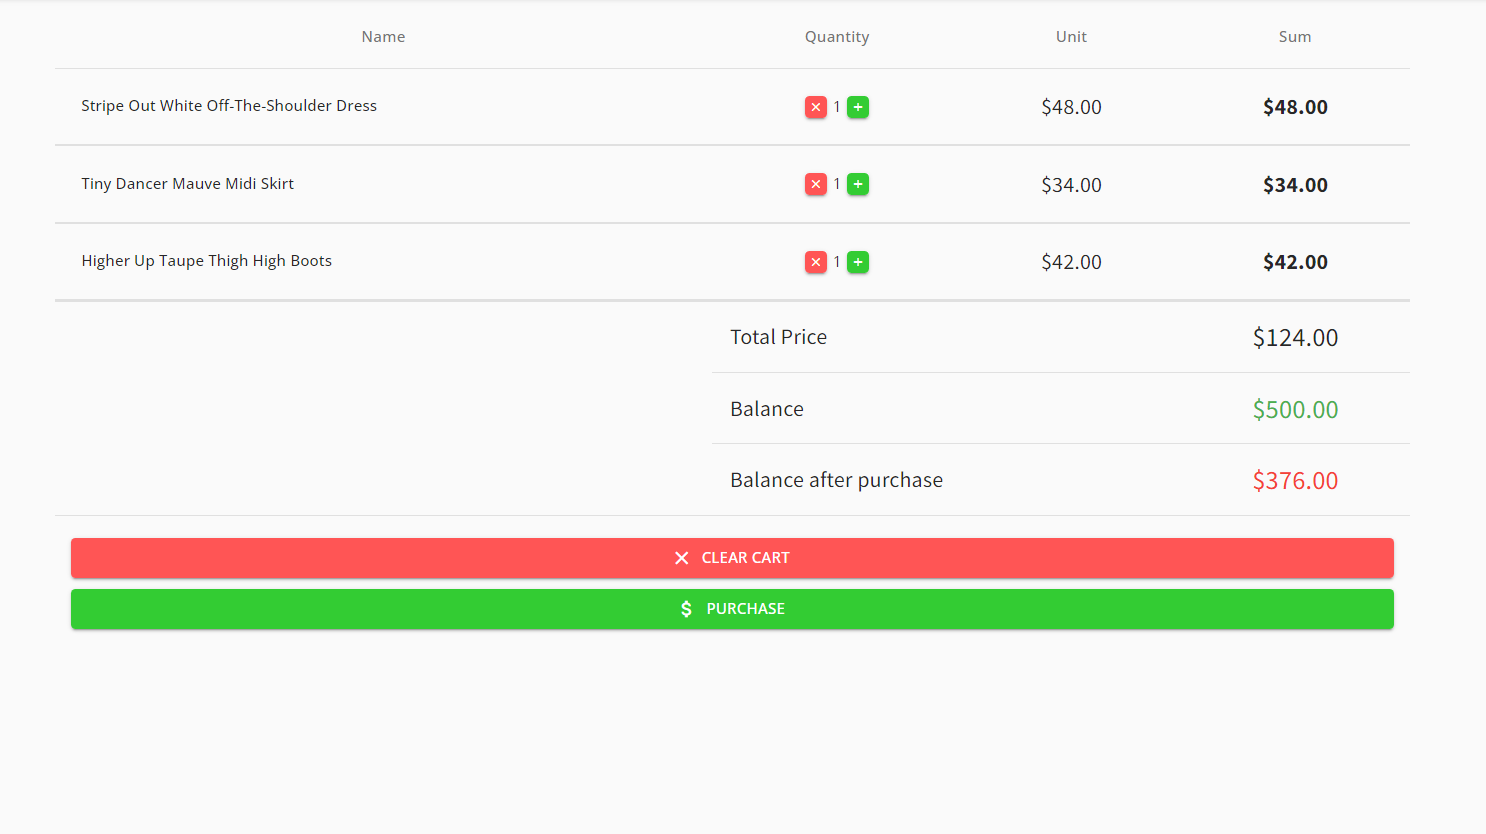 Name Quantity Unit Sum
Stripe Out White Off-The-Shoulder Dress 1 $48.00 $48.00
Tiny Dancer Mauve Midi Skirt 1 $34.00 $34.00
Higher Up Taupe Thigh High Boots 1 $42.00 $42.00
Total Price $124.00
Balance $500.00
Balance after purchase $376.00
CLEAR CART
$ PURCHASE